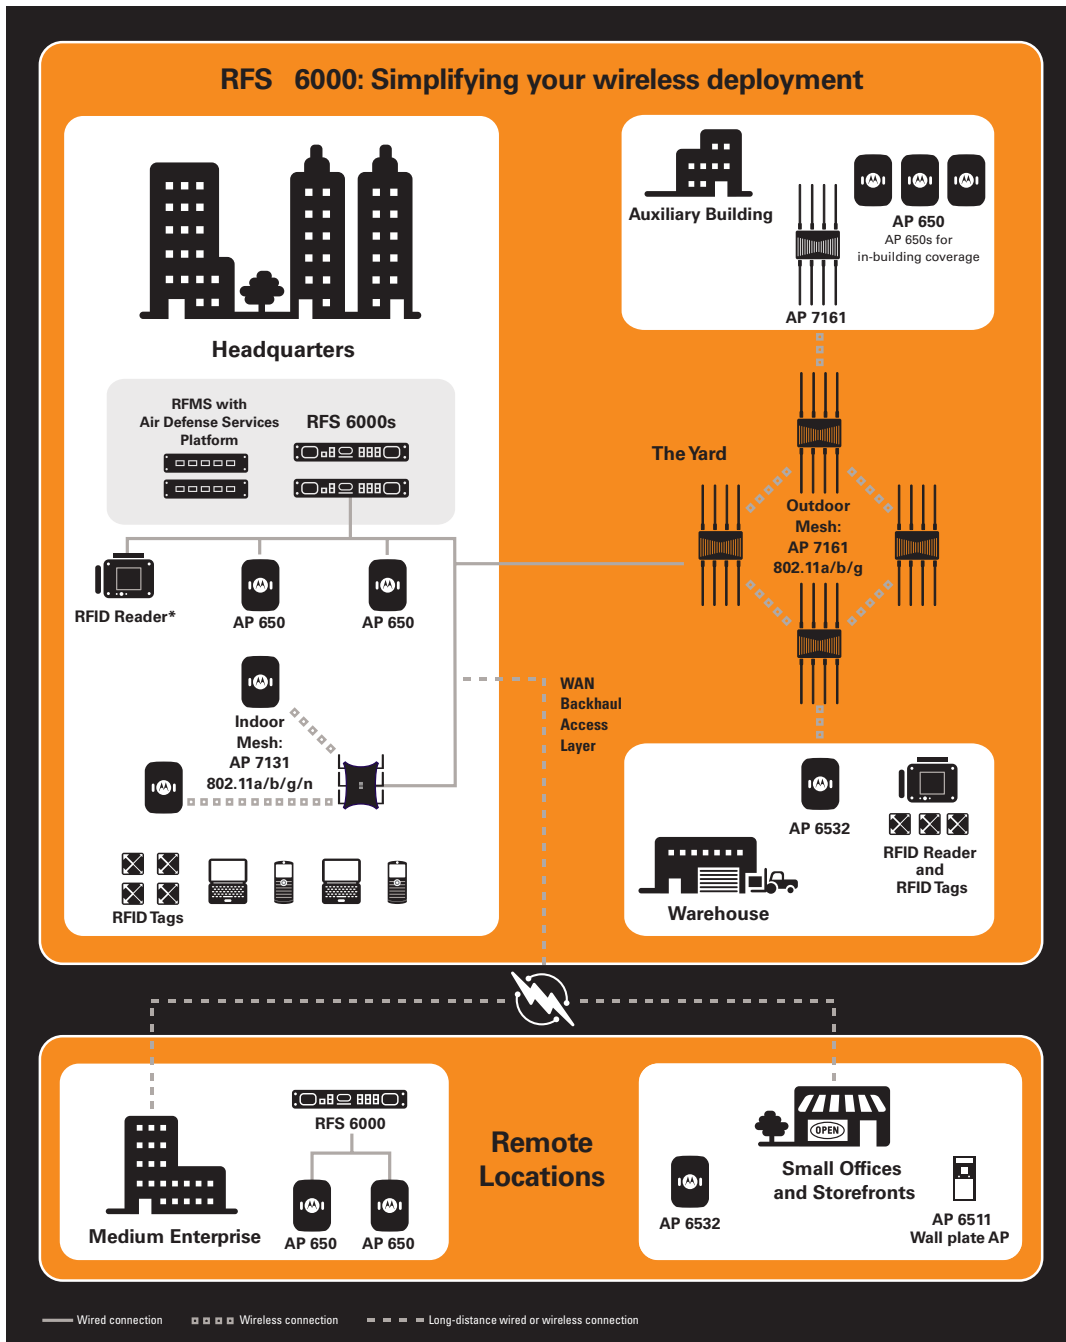 RFS 6000: Simplifying your wireless deployment
Headquarters
RFMS with
Air Defense Services
Platform
RFS 6000s
RFID Reader*
AP 650
AP 650
Indoor
Mesh:
AP 7131
802.11a/b/g/n
RFID Tags
Auxiliary Building
AP 650
AP 650s for
in-building coverage
AP 7161
The Yard
Outdoor
Mesh:
AP 7161
802.11a/b/g
WAN
Backhaul
Access
Layer
AP 6532
RFID Reader
and
RFID Tags
Warehouse
RFS 6000
Medium Enterprise
AP 650
AP 650
Remote
Locations
OPEN
Small Offices
and Storefronts
AP 6532
AP 6511
Wall plate AP
Wired connection
Wireless connection
Long-distance wired or wireless connection